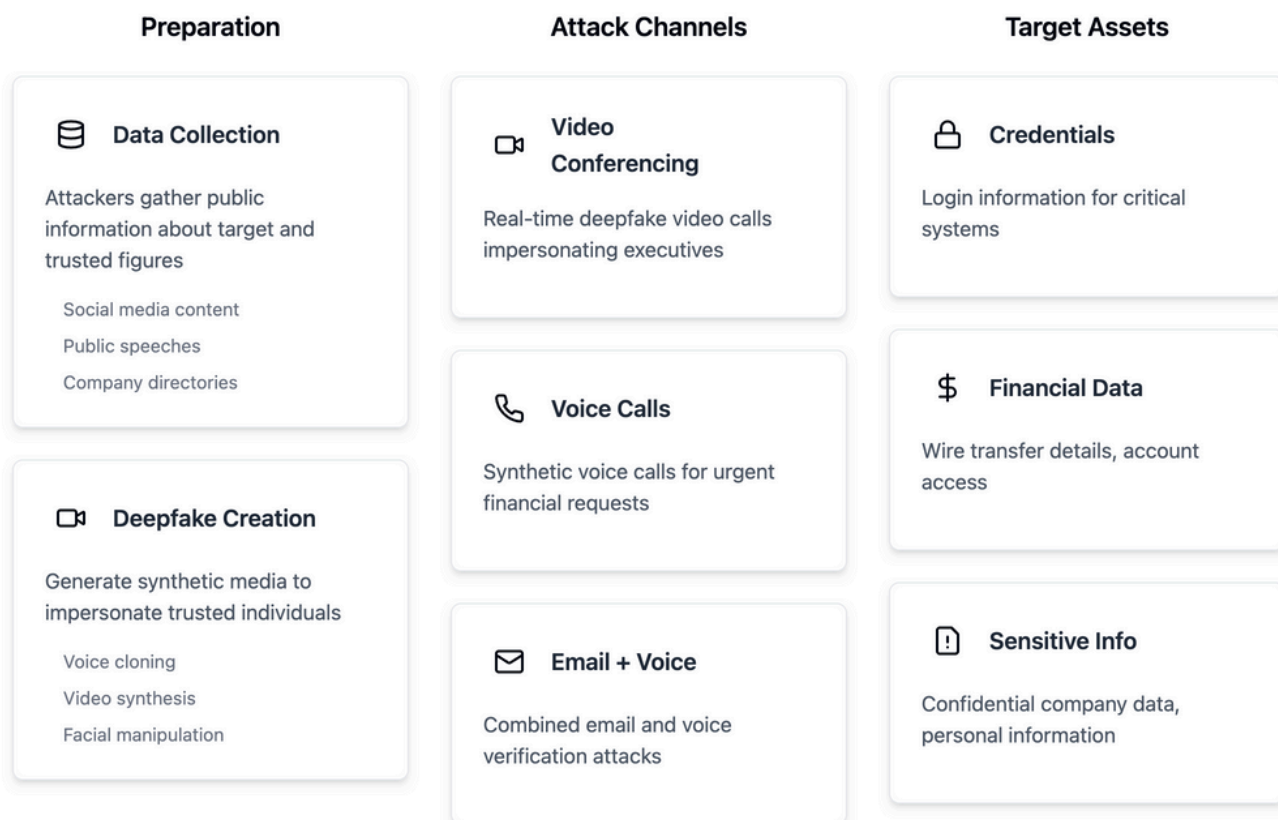 Preparation
Data Collection
Attackers gather public
information about target and
trusted figures
Social media content
Public speeches
Company directories
Deepfake Creation
Generate synthetic media to
impersonate trusted individuals
Voice cloning
Video synthesis
Facial manipulation
Attack Channels
Video
Conferencing
Real-time deepfake video calls
impersonating executives
Voice Calls
Synthetic voice calls for urgent
financial requests
Email + Voice
Combined email and voice
verification attacks
Target Assets
Credentials
Login information for critical
systems
Financial Data
Wire transfer details, account
access
Sensitive Info
Confidential company data,
personal information